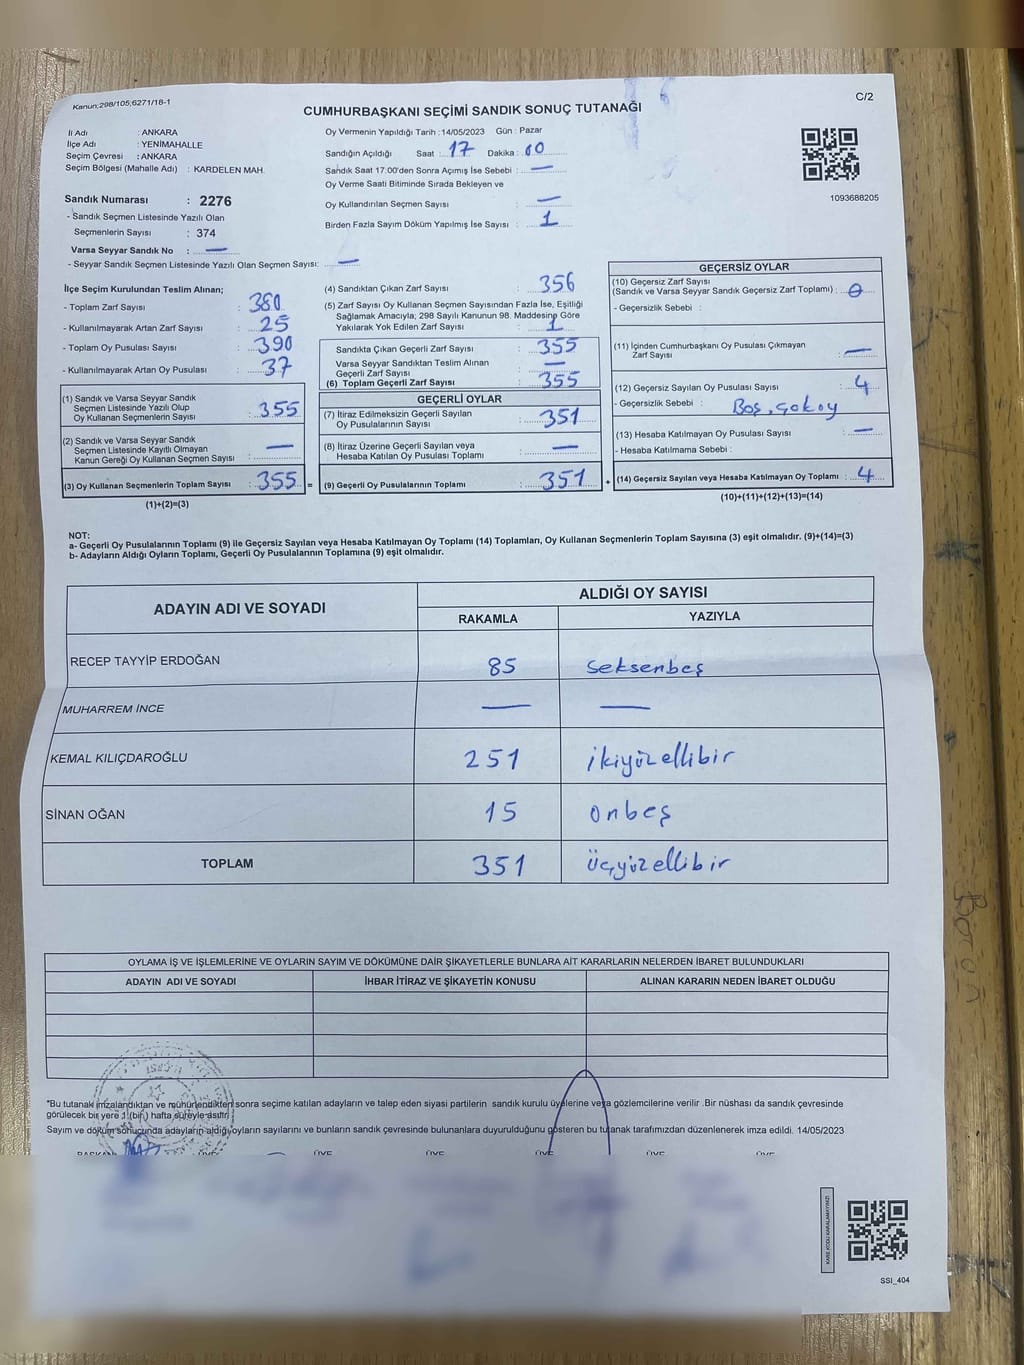 Kanun;298/105,6271/18-1
C/2
CUMHURBAŞKANI SEÇİMİ SANDIK SONUÇ TUTANAĞI
İl Adı : ANKARA
İlçe Adı : YENİMAHALLE
Seçim Çevresi : ANKARA
Seçim Bölgesi (Mahalle Adı) : KARDELEN MAH.
Sandık Numarası : 2276
- Sandık Seçmen Listesinde Yazılı Olan
Seçmenlerin Sayısı : 374
Varsa Seyyar Sandık No : —
- Seyyar Sandık Seçmen Listesinde Yazılı Olan Seçmen Sayısı: —
Oy Vermenin Yapıldığı Tarih : 14/05/2023 Gün : Pazar
Sandığın Açıldığı Saat : 17 Dakika : 00
Sandık Saat 17.00'den Sonra Açımış İse Sebebi : —
Oy Verme Saati Bitiminde Sırada Bekleyen ve
Oy Kullandırılan Seçmen Sayısı : —
Birden Fazla Sayım Döküm Yapılmış İse Sayısı : 1
1093688205
İlçe Seçim Kurulundan Teslim Alınan;
- Toplam Zarf Sayısı : 380
- Kullanılmayarak Artan Zarf Sayısı : 25
- Toplam Oy Pusulası Sayısı : 390
- Kullanılmayarak Artan Oy Pusulası : 37
(1) Sandık ve Varsa Seyyar Sandık
Seçmen Listesinde Yazılı Olup
Oy Kullanan Seçmenlerin Sayısı : 355
(2) Sandık ve Varsa Seyyar Sandık
Seçmen Listesinde Kayıtlı Olmayan
Kanun Gereği Oy Kullanan Seçmen Sayısı : —
(3) Oy Kullanan Seçmenlerin Toplam Sayısı : 355 =
(1)+(2)=(3)
(4) Sandıktan Çıkan Zarf Sayısı : 356
(5) Zarf Sayısı Oy Kullanan Seçmen Sayısından Fazla İse, Eşitliği
Sağlamak Amacıyla; 298 Sayılı Kanunun 98. Maddesine Göre
Yakılarak Yok Edilen Zarf Sayısı : 1
Sandıkta Çıkan Geçerli Zarf Sayısı : 355
Varsa Seyyar Sandıktan Teslim Alınan
Geçerli Zarf Sayısı : —
(6) Toplam Geçerli Zarf Sayısı : 355
GEÇERLİ OYLAR
(7) İtiraz Edilmeksizin Geçerli Sayılan
Oy Pusulalarının Sayısı : 351
(8) İtiraz Üzerine Geçerli Sayılan veya
Hesaba Katılan Oy Pusulası Toplamı : —
(9) Geçerli Oy Pusulalarının Toplamı : 351 +
GEÇERSİZ OYLAR
(10) Geçersiz Zarf Sayısı
(Sandık ve Varsa Seyyar Sandık Geçersiz Zarf Toplamı) : 0
- Geçersizlik Sebebi :
(11) İçinden Cumhurbaşkanı Oy Pusulası Çıkmayan
Zarf Sayısı : —
(12) Geçersiz Sayılan Oy Pusulası Sayısı : 4
- Geçersizlik Sebebi : Boş, çokoy
(13) Hesaba Katılmayan Oy Pusulası Sayısı : —
- Hesaba Katılmama Sebebi :
(14) Geçersiz Sayılan veya Hesaba Katılmayan Oy Toplamı : 4
(10)+(11)+(12)+(13)=(14)
NOT:
a- Geçerli Oy Pusulalarının Toplamı (9) ile Geçersiz Sayılan veya Hesaba Katılmayan Oy Toplamı (14) Toplamları, Oy Kullanan Seçmenlerin Toplam Sayısına (3) eşit olmalıdır. (9)+(14)=(3)
b- Adayların Aldığı Oyların Toplamı, Geçerli Oy Pusulalarının Toplamına (9) eşit olmalıdır.
ADAYIN ADI VE SOYADI
ALDIĞI OY SAYISI
RAKAMLA YAZIYLA
RECEP TAYYİP ERDOĞAN 85 seksenbeş
MUHARREM İNCE — —
KEMAL KILIÇDAROĞLU 251 ikiyüzellibir
SİNAN OĞAN 15 onbeş
TOPLAM 351 üçyüzellibir
OYLAMA İŞ VE İŞLEMLERİNE VE OYLARIN SAYIM VE DÖKÜMÜNE DAİR ŞİKAYETLERLE BUNLARA AİT KARARLARIN NELERDEN İBARET BULUNDUKLARI
ADAYIN ADI VE SOYADI İHBAR İTİRAZ VE ŞİKAYETİN KONUSU ALINAN KARARIN NEDEN İBARET OLDUĞU
*Bu tutanak imzalandıktan ve mühürlendikten sonra seçime katılan adayların ve talep eden siyasi partilerin sandık kurulu üyelerine veya gözlemcilerine verilir .Bir nüshası da sandık çevresinde
görülecek bir yere 1 (bir) hafta süreyle asılır.
Sayım ve döküm sonucunda adayların aldığı oyların sayılarını ve bunların sandık çevresinde bulunanlara duyurulduğunu gösteren bu tutanak tarafımızdan düzenlenerek imza edildi. 14/05/2023
BAŞKAN ÜYE ÜYE ÜYE ÜYE ÜYE ÜYE
SSI_404